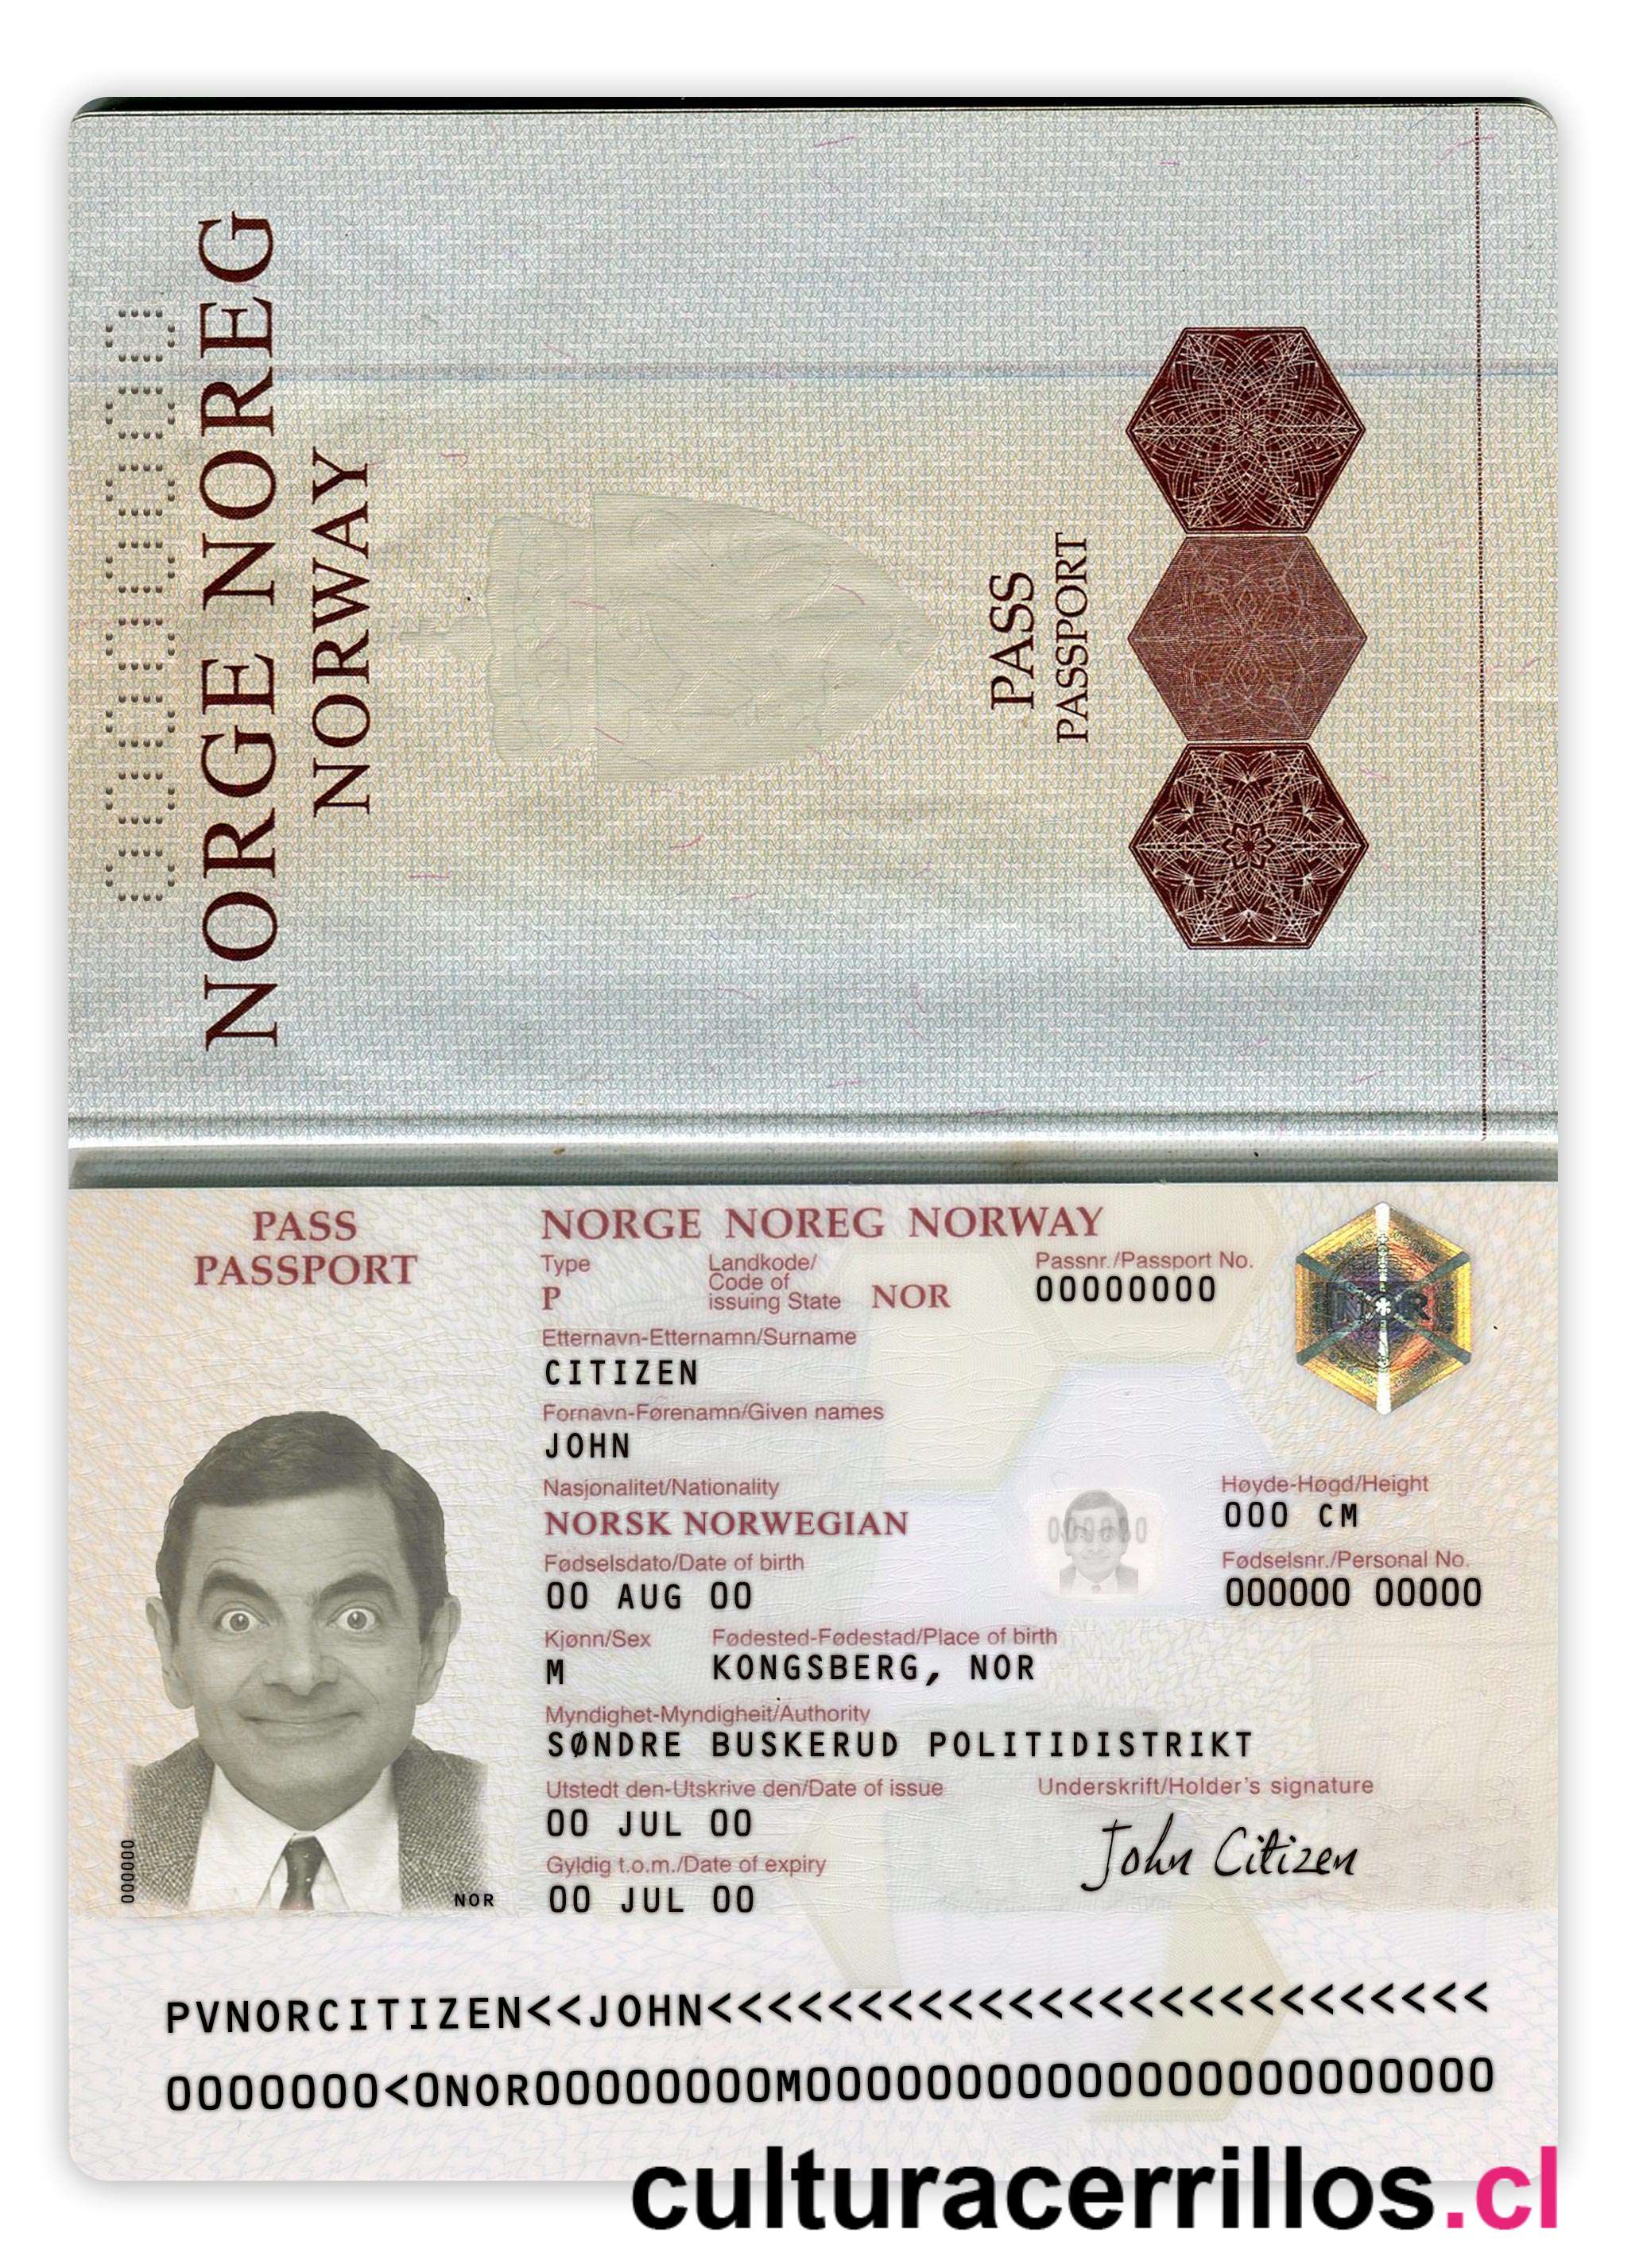 00000000
NORGE NOREG
NORWAY
PASS
PASSPORT
PASS
PASSPORT
NORGE NOREG NORWAY
Type
Landkode/
Code of
issuing State
Passnr./Passport No.
P
NOR
00000000
NOR
Etternavn-Etternamn/Surname
CITIZEN
Fornavn-Førenamn/Given names
JOHN
Nasjonalitet/Nationality
NORSK NORWEGIAN
Høyde-Høgd/Height
000 CM
Fødselsdato/Date of birth
00 AUG 00
Fødselsnr./Personal No.
000000 00000
Kjønn/Sex
M
Fødested-Fødestad/Place of birth
KONGSBERG, NOR
Myndighet-Myndigheit/Authority
SØNDRE BUSKERUD POLITIDISTRIKT
Utstedt den-Utskrive den/Date of issue
00 JUL 00
Underskrift/Holder's signature
John Citizen
Gyldig t.o.m./Date of expiry
00 JUL 00
000000
NOR
PVNORCITIZEN<<JOHN<<<<<<<<<<<<<<<<<<<<<<<<<<
0000000<0NOR00000000M00000000000000000000000
culturacerrillos.cl